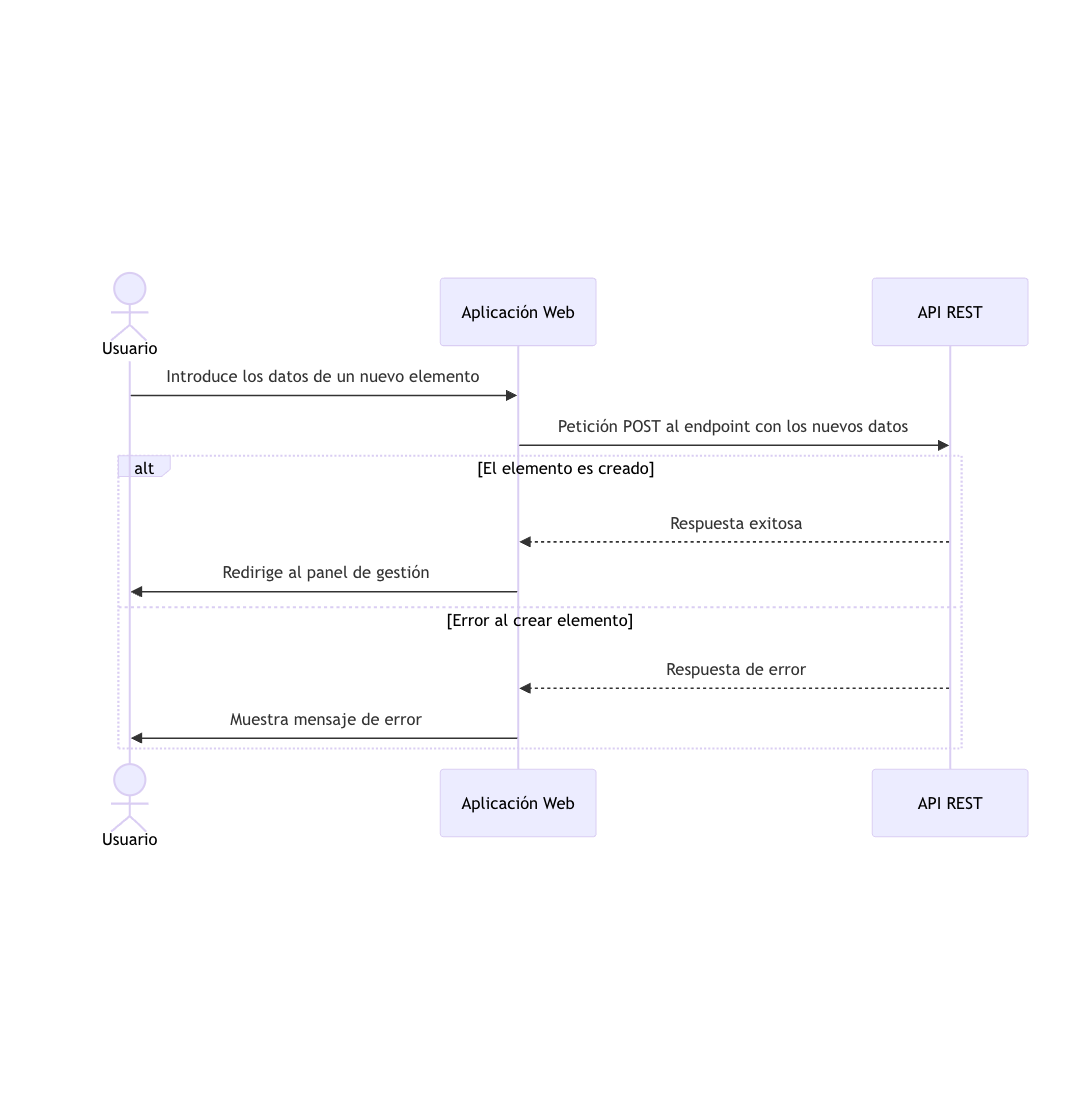 Usuario
Aplicación Web
API REST
Introduce los datos de un nuevo elemento
Petición POST al endpoint con los nuevos datos
alt
[El elemento es creado]
Respuesta exitosa
Redirige al panel de gestión
[Error al crear elemento]
Respuesta de error
Muestra mensaje de error
Usuario
Aplicación Web
API REST